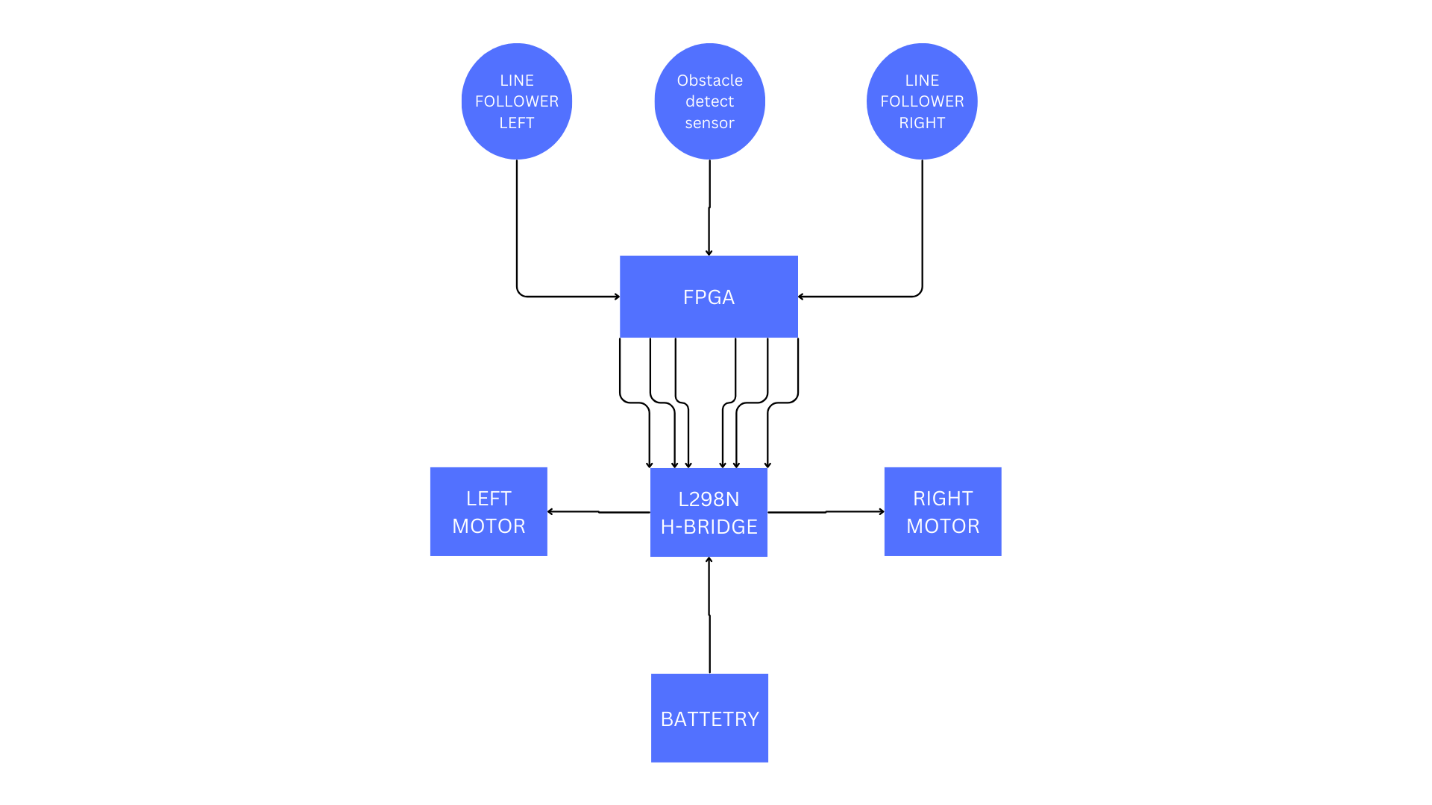 LINE
FOLLOWER
LEFT
Obstacle
detect
sensor
LINE
FOLLOWER
RIGHT
FPGA
LEFT
MOTOR
L298N
H-BRIDGE
RIGHT
MOTOR
BATTETRY